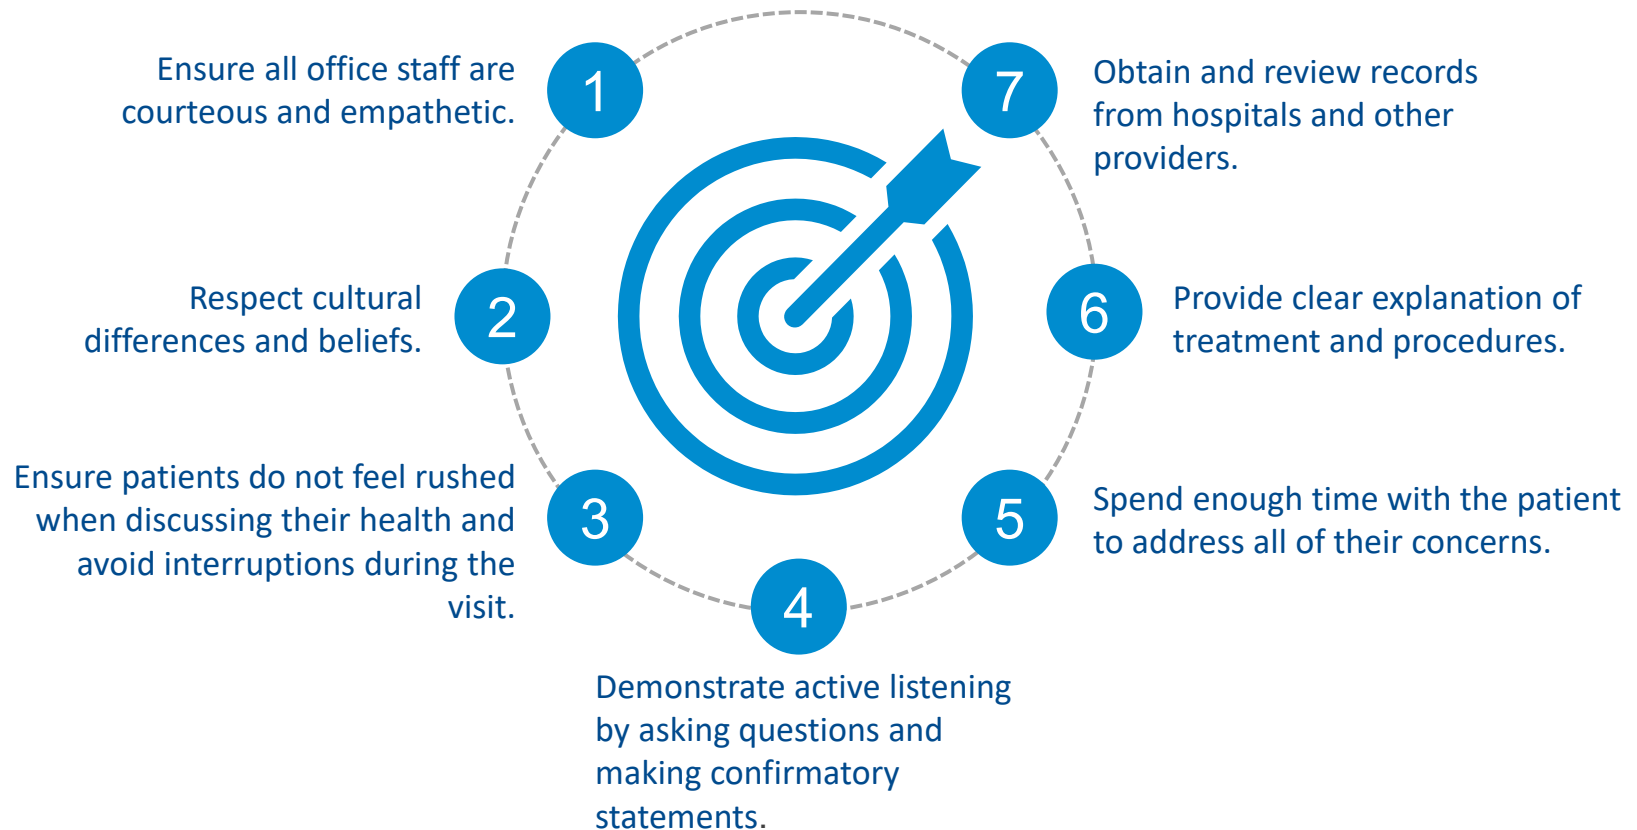 1
Ensure all office staff are
courteous and empathetic.
2
Respect cultural
differences and beliefs.
3
Ensure patients do not feel rushed
when discussing their health and
avoid interruptions during the
visit.
4
Demonstrate active listening
by asking questions and
making confirmatory
statements.
5
Spend enough time with the patient
to address all of their concerns.
6
Provide clear explanation of
treatment and procedures.
7
Obtain and review records
from hospitals and other
providers.